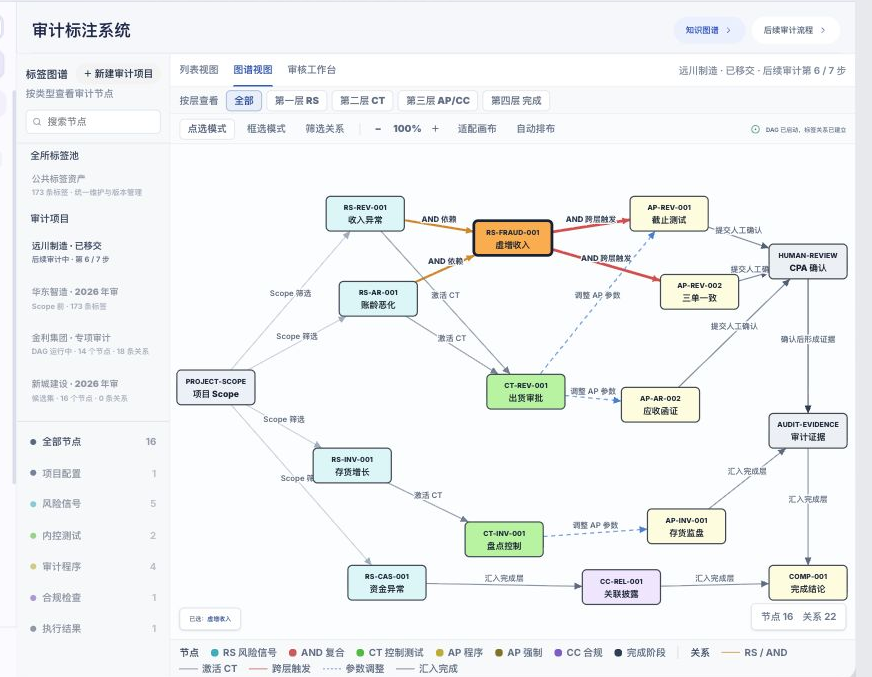 审计标注系统
知识图谱 >
后续审计流程 >
标签图谱
+ 新建审计项目
按类型查看审计节点
搜索节点
全所标签池
公共标签资产
173 条标签 · 统一维护与版本管理
审计项目
远川制造 · 已移交
后续审计中 · 第 6 / 7 步
华东智造 · 2026 年审
Scope 前 · 173 条标签
金利集团 · 专项审计
DAG 运行中 · 14 个节点 · 18 条关系
新城建设 · 2026 年审
候选集 · 16 个节点 · 0 条关系
全部节点 16
项目配置 1
风险信号 5
内控测试 2
审计程序 4
合规检查 1
执行结果 1
列表视图
图谱视图
审核工作台
远川制造 · 已移交 · 后续审计第 6 / 7 步
按层查看
全部
第一层 RS
第二层 CT
第三层 AP/CC
第四层 完成
点选模式
框选模式
筛选关系
− 100% +
适配画布
自动排布
DAG 已启动，标签关系已建立
RS-REV-001
收入异常
AND 依赖
RS-FRAUD-001
虚增收入
AND 跨层触发
AP-REV-001
截止测试
提交人工确认
HUMAN-REVIEW
CPA 确认
AND 依赖
AND 跨层触发
提交人工确
RS-AR-001
账龄恶化
激活 CT
调整 AP 参数
AP-REV-002
三单一致
Scope 筛选
提交人工确认
Scope 筛选
激活 CT
确认后形成证据
PROJECT-SCOPE
项目 Scope
CT-REV-001
出货审批
调整 AP 参数
AP-AR-002
应收函证
Scope 筛选
AUDIT-EVIDENCE
审计证据
RS-INV-001
存货增长
Scope 筛
激活 CT
汇入完成层
汇入完成层
CT-INV-001
盘点控制
调整 AP 参数
AP-INV-001
存货监盘
RS-CAS-001
资金异常
汇入完成层
CC-REL-001
关联披露
汇入完成层
COMP-001
完成结论
已选：虚增收入
节点 16 关系 22
节点 RS 风险信号 AND 复合 CT 控制测试 AP 程序 AP 强制 CC 合规 完成阶段 关系 RS / AND
激活 CT 跨层触发 参数调整 汇入完成